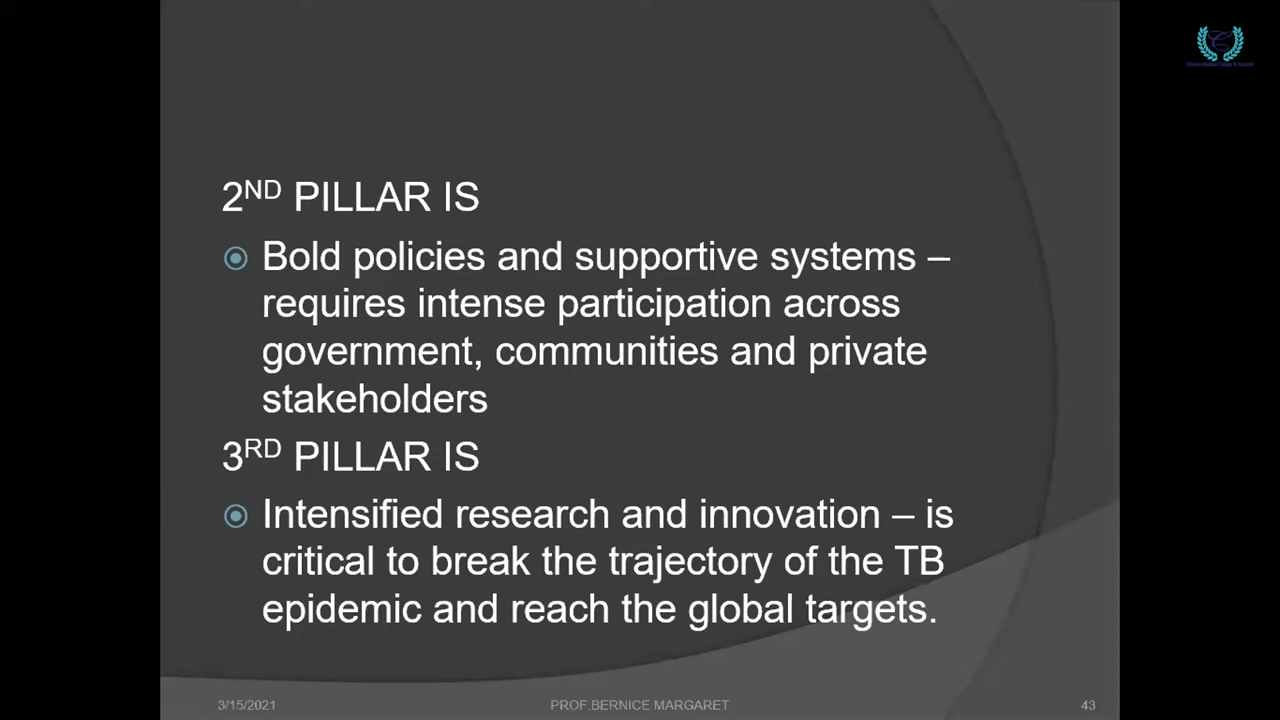 2ND PILLAR IS
Bold policies and supportive systems –
requires intense participation across
government, communities and private
stakeholders
3RD PILLAR IS
Intensified research and innovation – is
critical to break the trajectory of the TB
epidemic and reach the global targets.
3/15/2021 PROF.BERNICE MARGARET 43